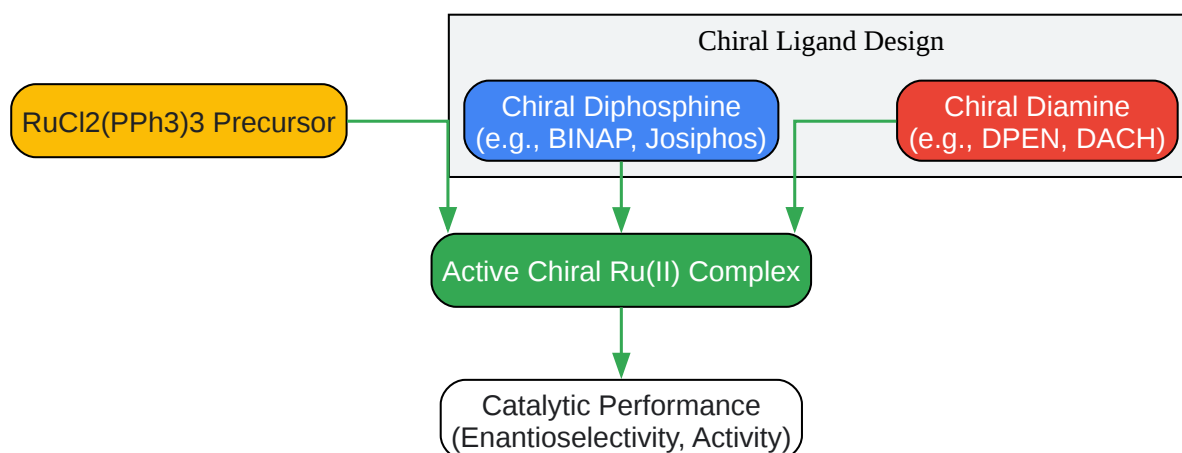 Chiral Ligand Design
RuCl2(PPh3)3 Precursor
Chiral Diphosphine
(e.g., BINAP, Josiphos)
Chiral Diamine
(e.g., DPEN, DACH)
Active Chiral Ru(II) Complex
Catalytic Performance
(Enantioselectivity, Activity)